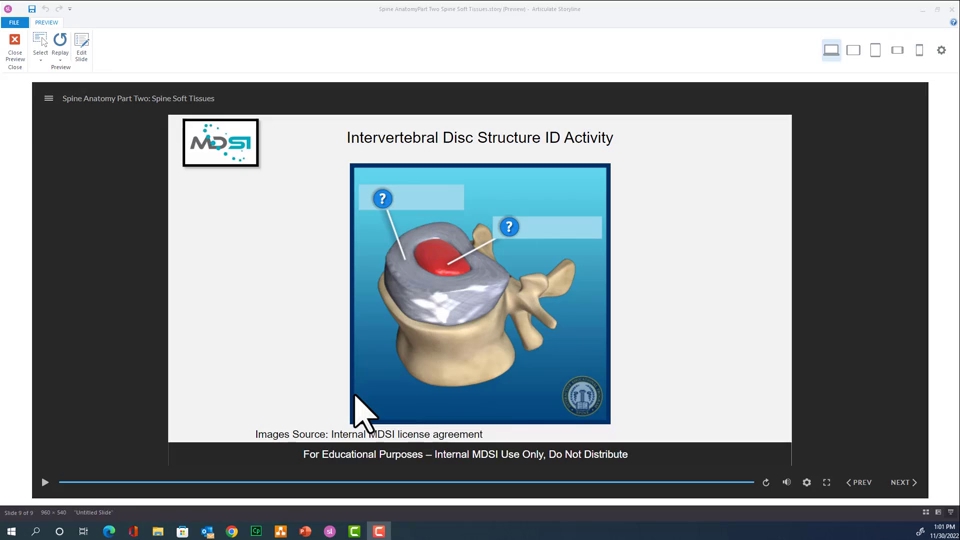 Spine AnatomyPart Two Spine Soft Tissues.story (Preview) - Articulate Storyline
FILE
PREVIEW
Close Preview
Select
Replay
Edit Slide
Close
Preview
Spine Anatomy Part Two: Spine Soft Tissues
MDSI
Intervertebral Disc Structure ID Activity
?
?
Images Source: Internal MDSI license agreement
For Educational Purposes – Internal MDSI Use Only, Do Not Distribute
PREV
NEXT
Slide 9 of 9
960 × 540
"Untitled Slide"
1:01 PM
11/30/2022